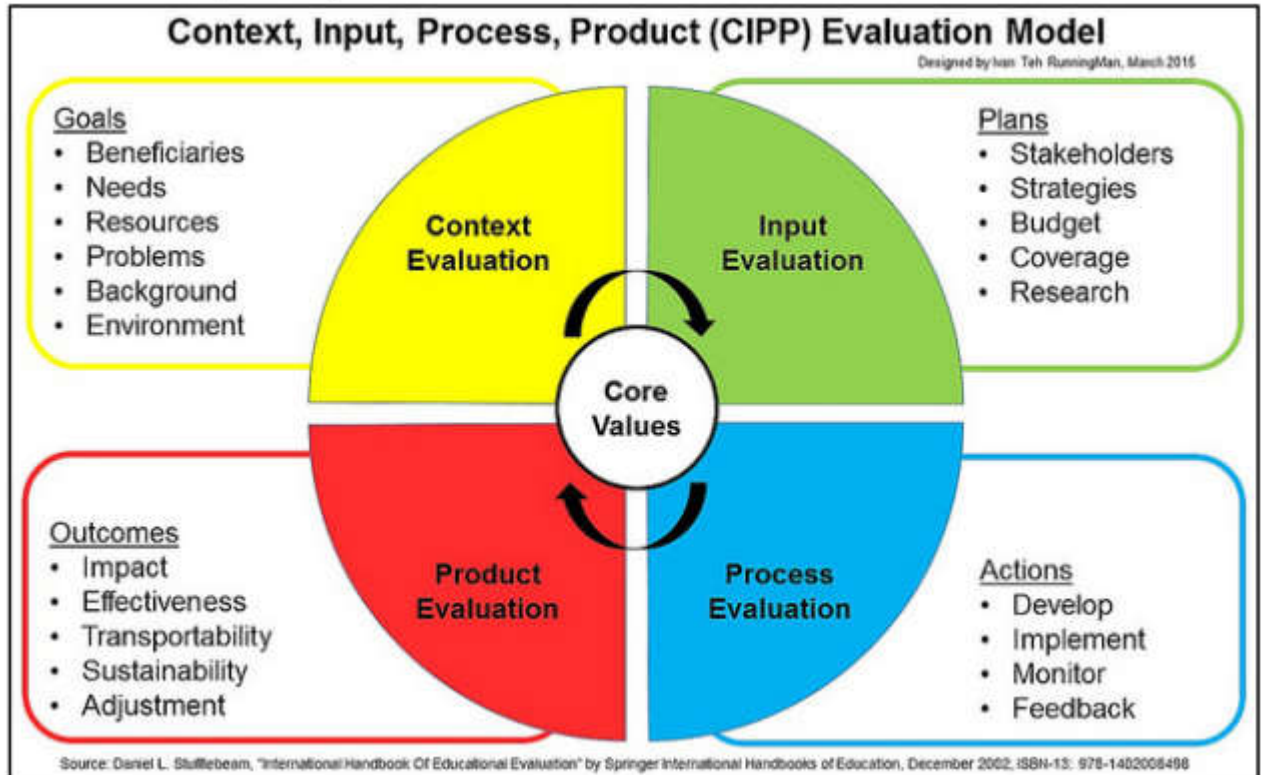 Context, Input, Process, Product (CIPP) Evaluation Model
Designed by Ivan Teh RunningMan, March 2015
Goals
• Beneficiaries
• Needs
• Resources
• Problems
• Background
• Environment
Context
Evaluation
Input
Evaluation
Plans
• Stakeholders
• Strategies
• Budget
• Coverage
• Research
Core
Values
Outcomes
• Impact
• Effectiveness
• Transportability
• Sustainability
• Adjustment
Product
Evaluation
Process
Evaluation
Actions
• Develop
• Implement
• Monitor
• Feedback
Source: Daniel L. Stufflebeam, "International Handbook Of Educational Evaluation" by Springer International Handbooks of Education, December 2002, ISBN-13: 978-1402008498